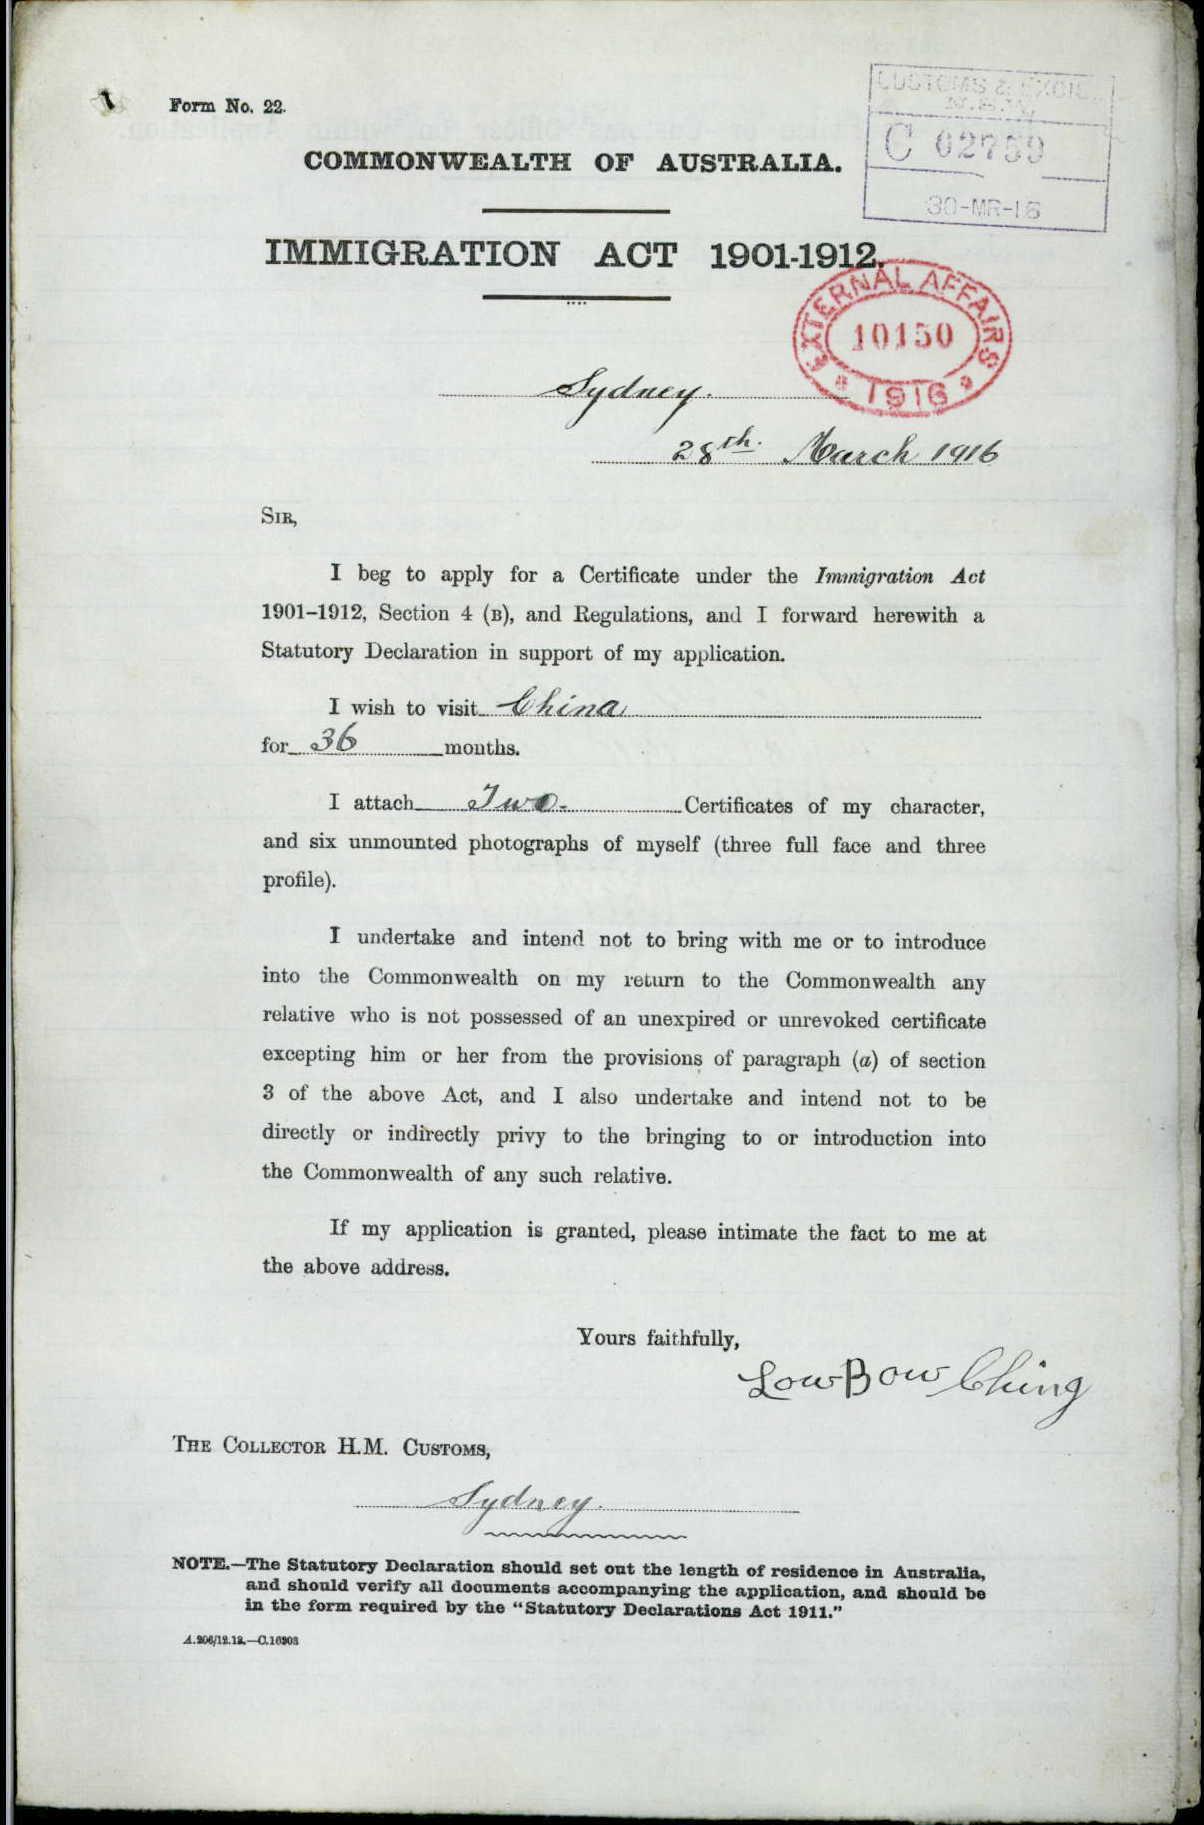 Form No. 22.
CUSTOMS & EXCISE
N.S.W.
C 02759
30-MR-16
COMMONWEALTH OF AUSTRALIA.
IMMIGRATION ACT 1901-1912.
EXTERNAL AFFAIRS
10150
* 1916 *
Sydney.
28th. March 1916
SIR,
I beg to apply for a Certificate under the Immigration Act
1901–1912, Section 4 (B), and Regulations, and I forward herewith a
Statutory Declaration in support of my application.
I wish to visit China
for 36 months.
I attach Two. Certificates of my character,
and six unmounted photographs of myself (three full face and three
profile).
I undertake and intend not to bring with me or to introduce
into the Commonwealth on my return to the Commonwealth any
relative who is not possessed of an unexpired or unrevoked certificate
excepting him or her from the provisions of paragraph (a) of section
3 of the above Act, and I also undertake and intend not to be
directly or indirectly privy to the bringing to or introduction into
the Commonwealth of any such relative.
If my application is granted, please intimate the fact to me at
the above address.
Yours faithfully,
Low Bow Ching
THE COLLECTOR H.M. CUSTOMS,
Sydney.
NOTE.—The Statutory Declaration should set out the length of residence in Australia,
and should verify all documents accompanying the application, and should be
in the form required by the "Statutory Declarations Act 1911."
A.206/12.12.—C.16903